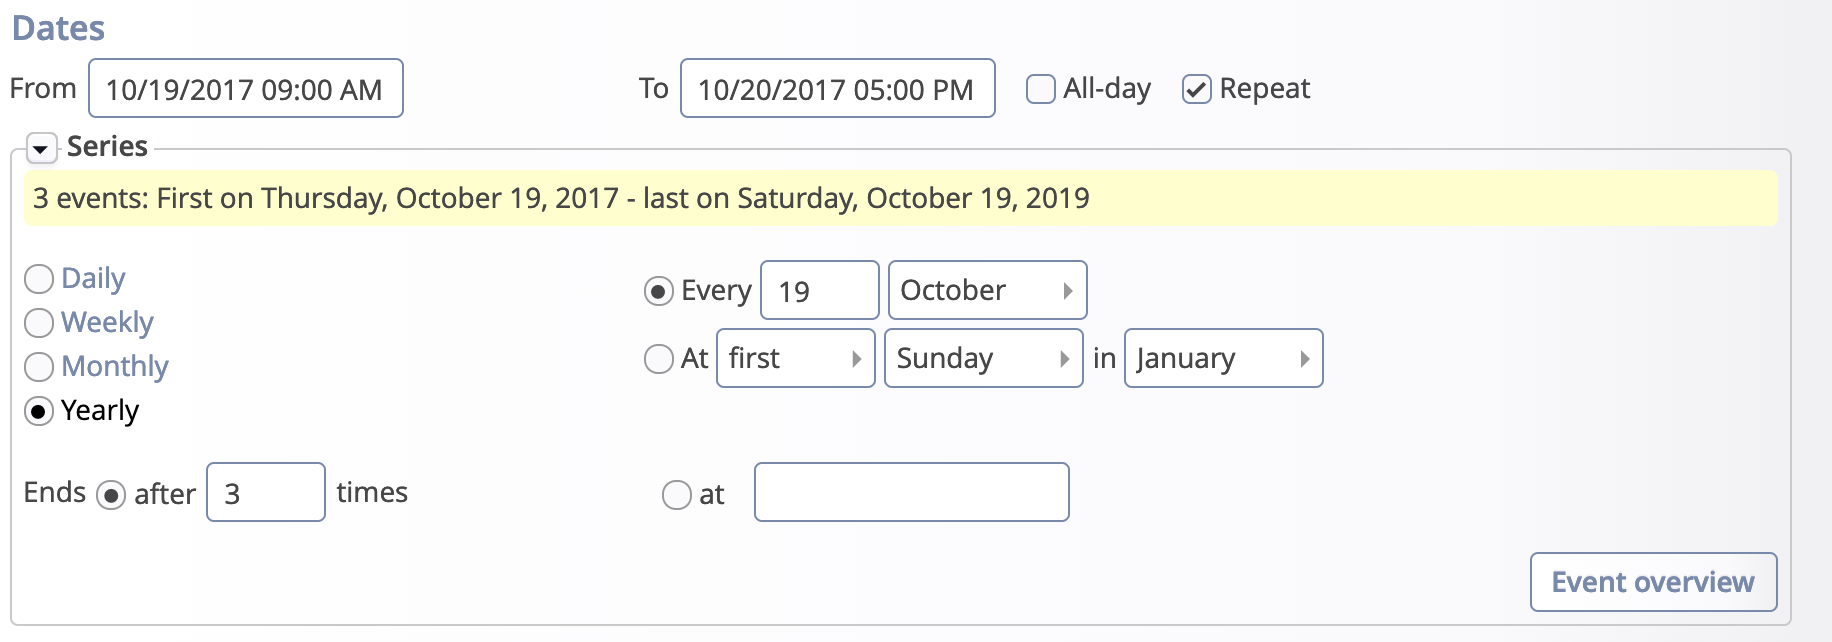 Dates
From 10/19/2017 09:00 AM To 10/20/2017 05:00 PM All-day Repeat
Series
3 events: First on Thursday, October 19, 2017 - last on Saturday, October 19, 2019
Daily
Weekly
Monthly
Yearly
Every 19 October
At first Sunday in January
Ends after 3 times at
Event overview